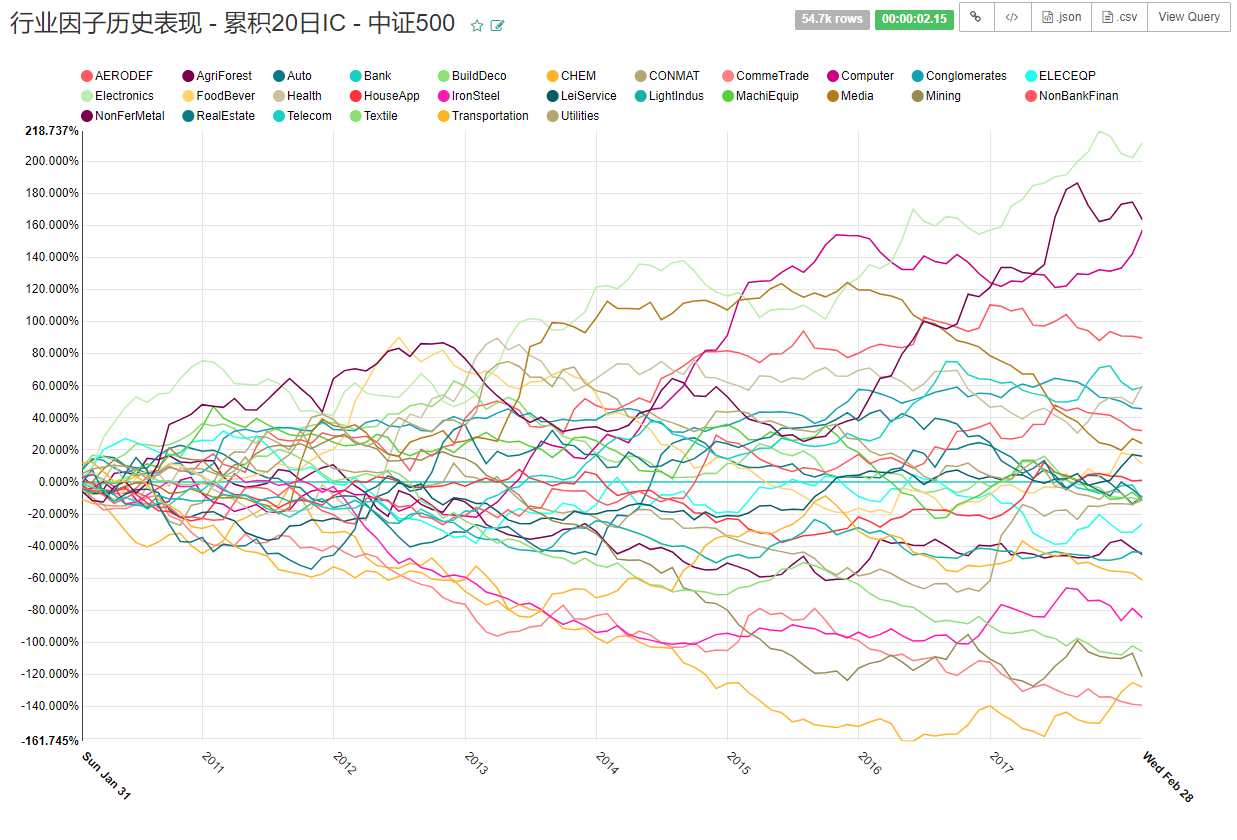 行业因子历史表现 - 累积20日IC - 中证500
54.7k rows
00:00:02.15
</>
.json
.csv
View Query
AERODEF AgriForest Auto Bank BuildDeco CHEM CONMAT CommeTrade Computer Conglomerates ELECEQP
Electronics FoodBever Health HouseApp IronSteel LeiService LightIndus MachiEquip Media Mining NonBankFinan
NonFerMetal RealEstate Telecom Textile Transportation Utilities
218.737%
200.000%
180.000%
160.000%
140.000%
120.000%
100.000%
80.000%
60.000%
40.000%
20.000%
0.000%
-20.000%
-40.000%
-60.000%
-80.000%
-100.000%
-120.000%
-140.000%
-161.745%
Sun Jan 31
2011
2012
2013
2014
2015
2016
2017
Wed Feb 28